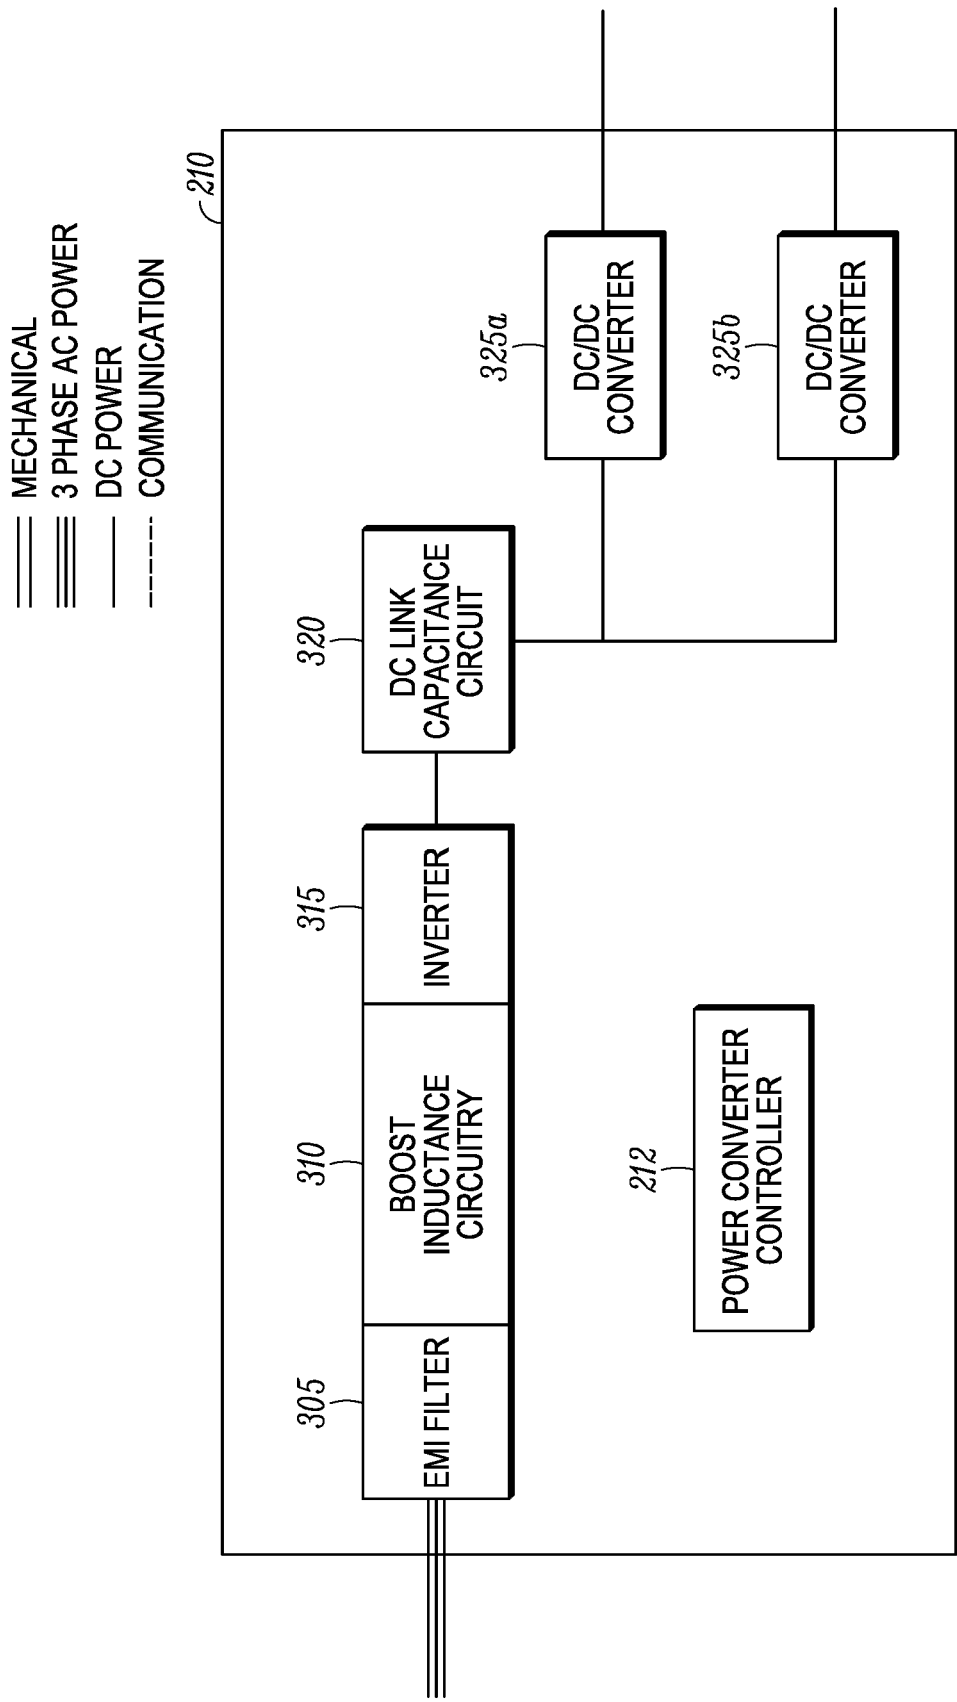 MECHANICAL
3 PHASE AC POWER
DC POWER
COMMUNICATION
210
305
EMI FILTER
310
BOOST
INDUCTANCE
CIRCUITRY
315
INVERTER
320
DC LINK
CAPACITANCE
CIRCUIT
325a
DC/DC
CONVERTER
325b
DC/DC
CONVERTER
212
POWER CONVERTER
CONTROLLER